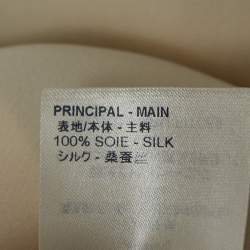 PRINCIPAL - MAIN
表地/本体 - 主料
100% SOIE - SILK
シルク - 桑蚕丝